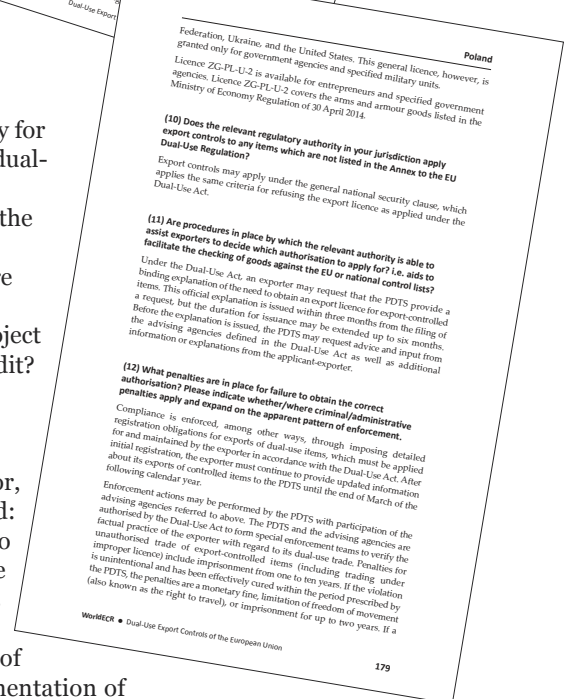 Dual-Use Export
y for
dual-
the
re
ject
dit?
or,
d:
o
e
of
mentation of
Poland
Federation, Ukraine, and the United States. This general licence, however, is
granted only for government agencies and specified military units.
Licence ZG-PL-U-2 is available for entrepreneurs and specified government
agencies. Licence ZG-PL-U-2 covers the arms and armour goods listed in the
Ministry of Economy Regulation of 30 April 2014.
(10) Does the relevant regulatory authority in your jurisdiction apply
export controls to any items which are not listed in the Annex to the EU
Dual-Use Regulation?
Export controls may apply under the general national security clause, which
applies the same criteria for refusing the export licence as applied under the
Dual-Use Act.
(11) Are procedures in place by which the relevant authority is able to
assist exporters to decide which authorisation to apply for? i.e. aids to
facilitate the checking of goods against the EU or national control lists?
Under the Dual-Use Act, an exporter may request that the PDTS provide a
binding explanation of the need to obtain an export licence for export-controlled
items. This official explanation is issued within three months from the filing of
a request, but the duration for issuance may be extended up to six months.
Before the explanation is issued, the PDTS may request advice and input from
the advising agencies defined in the Dual-Use Act as well as additional
information or explanations from the applicant-exporter.
(12) What penalties are in place for failure to obtain the correct
authorisation? Please indicate whether/where criminal/administrative
penalties apply and expand on the apparent pattern of enforcement.
Compliance is enforced, among other ways, through imposing detailed
registration obligations for exports of dual-use items, which must be applied
for and maintained by the exporter in accordance with the Dual-Use Act. After
initial registration, the exporter must continue to provide updated information
about its exports of controlled items to the PDTS until the end of March of the
following calendar year.
Enforcement actions may be performed by the PDTS with participation of the
advising agencies referred to above. The PDTS and the advising agencies are
authorised by the Dual-Use Act to form special enforcement teams to verify the
factual practice of the exporter with regard to its dual-use trade. Penalties for
unauthorised trade of export-controlled items (including trading under
improper licence) include imprisonment from one to ten years. If the violation
is unintentional and has been effectively cured within the period prescribed by
the PDTS, the penalties are a monetary fine, limitation of freedom of movement
(also known as the right to travel), or imprisonment for up to two years. If a
WorldECR ● Dual-Use Export Controls of the European Union
179